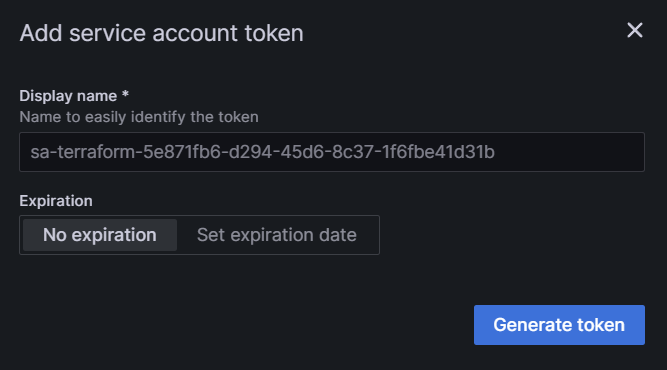 Add service account token
Display name *
Name to easily identify the token
sa-terraform-5e871fb6-d294-45d6-8c37-1f6fbe41d31b
Expiration
No expiration Set expiration date
Generate token